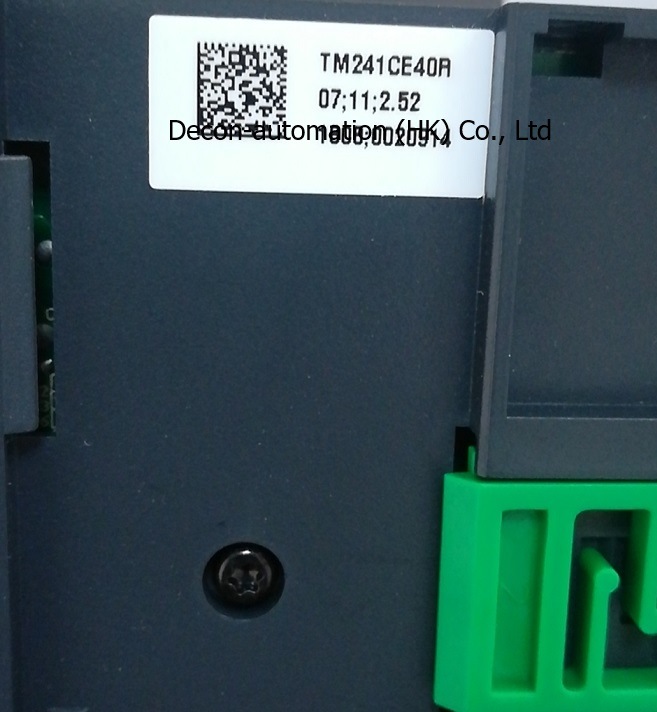 TM241CE40R
07;11;2.52
Decon-automation (HK) Co., Ltd